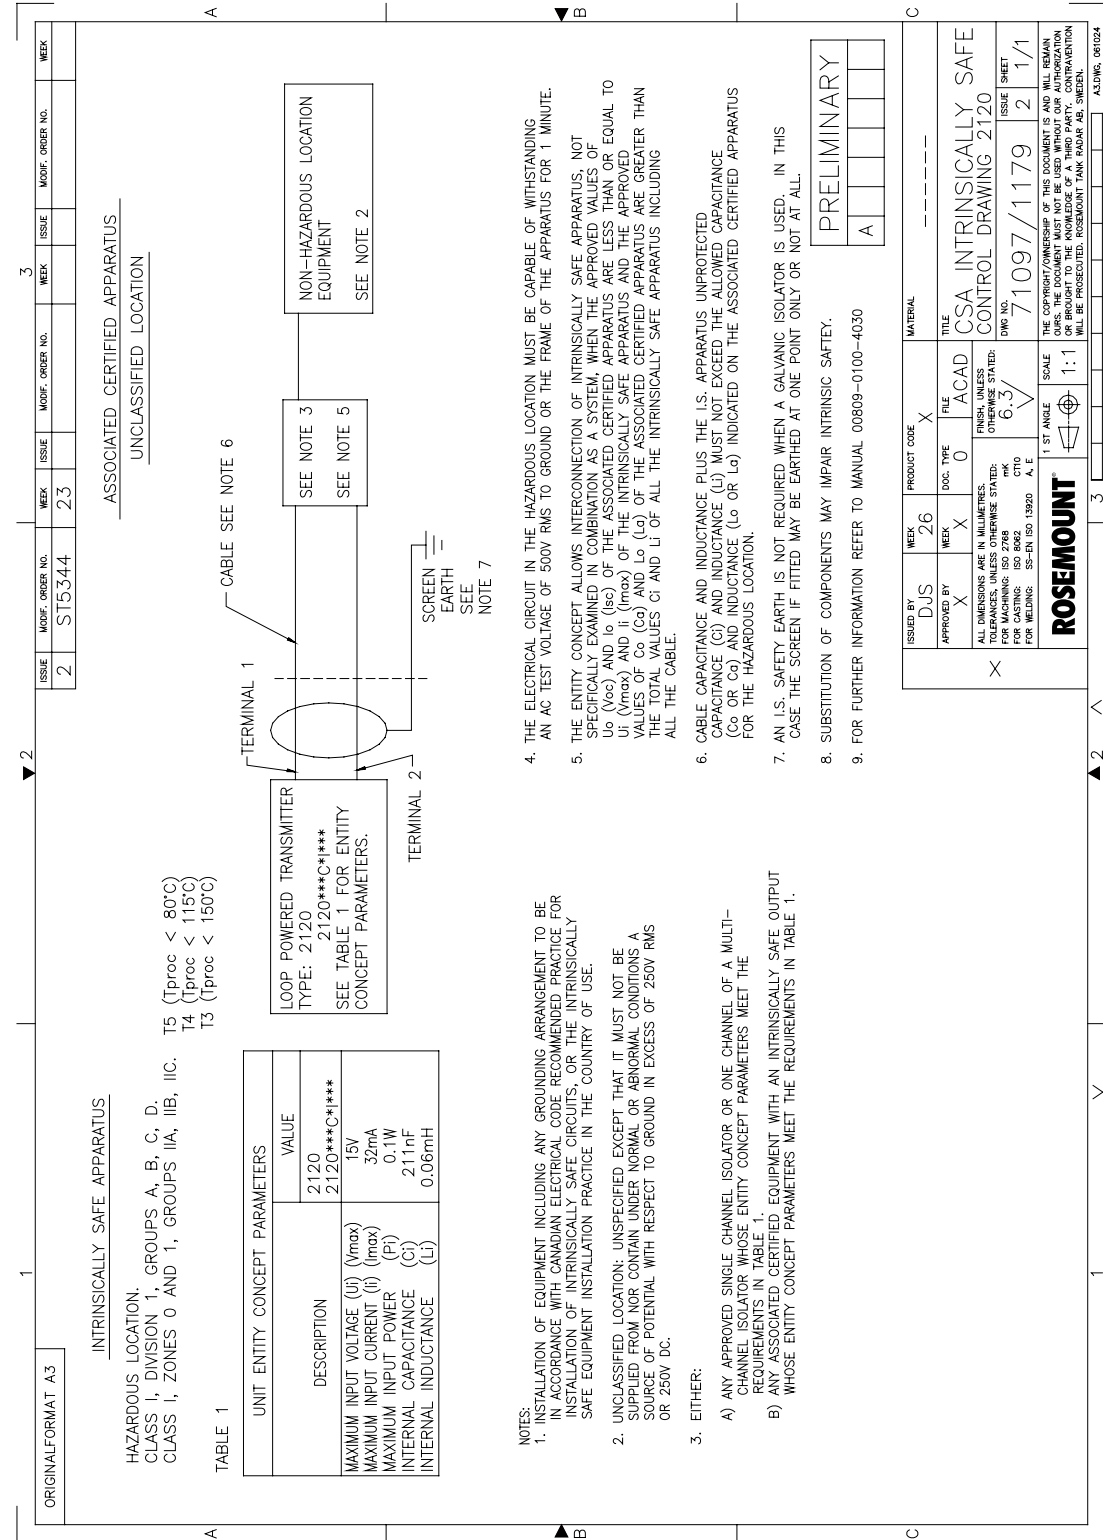 ORIGINALFORMAT A3
1
2
3
ISSUE MODIF. ORDER NO. WEEK ISSUE MODIF. ORDER NO. WEEK ISSUE MODIF. ORDER NO. WEEK
2 ST5344 23
A
B
C
INTRINSICALLY SAFE APPARATUS
HAZARDOUS LOCATION.
CLASS I, DIVISION 1, GROUPS A, B, C, D.
CLASS I, ZONES 0 AND 1, GROUPS IIA, IIB, IIC.
T5 (Tproc < 80°C)
T4 (Tproc < 115°C)
T3 (Tproc < 150°C)
TABLE 1
UNIT ENTITY CONCEPT PARAMETERS
DESCRIPTION
VALUE
2120
2120***C*I***
MAXIMUM INPUT VOLTAGE (Ui) (Vmax) 15V
MAXIMUM INPUT CURRENT (Ii) (Imax) 32mA
MAXIMUM INPUT POWER (Pi) 0.1W
INTERNAL CAPACITANCE (Ci) 211nF
INTERNAL INDUCTANCE (Li) 0.06mH
LOOP POWERED TRANSMITTER
TYPE: 2120
2120***C*I***
SEE TABLE 1 FOR ENTITY
CONCEPT PARAMETERS.
TERMINAL 1
TERMINAL 2
CABLE SEE NOTE 6
SCREEN
EARTH
SEE
NOTE 7
ASSOCIATED CERTIFIED APPARATUS
UNCLASSIFIED LOCATION
SEE NOTE 3
SEE NOTE 5
NON-HAZARDOUS LOCATION
EQUIPMENT
SEE NOTE 2
NOTES:
1. INSTALLATION OF EQUIPMENT INCLUDING ANY GROUNDING ARRANGEMENT TO BE
IN ACCORDANCE WITH CANADIAN ELECTRICAL CODE RECOMMENDED PRACTICE FOR
INSTALLATION OF INTRINSICALLY SAFE CIRCUITS, OR THE INTRINSICALLY
SAFE EQUIPMENT INSTALLATION PRACTICE IN THE COUNTRY OF USE.
2. UNCLASSIFIED LOCATION: UNSPECIFIED EXCEPT THAT IT MUST NOT BE
SUPPLIED FROM NOR CONTAIN UNDER NORMAL OR ABNORMAL CONDITIONS A
SOURCE OF POTENTIAL WITH RESPECT TO GROUND IN EXCESS OF 250V RMS
OR 250V DC.
3. EITHER:
A) ANY APPROVED SINGLE CHANNEL ISOLATOR OR ONE CHANNEL OF A MULTI-
CHANNEL ISOLATOR WHOSE ENTITY CONCEPT PARAMETERS MEET THE
REQUIREMENTS IN TABLE 1.
B) ANY ASSOCIATED CERTIFIED EQUIPMENT WITH AN INTRINSICALLY SAFE OUTPUT
WHOSE ENTITY CONCEPT PARAMETERS MEET THE REQUIREMENTS IN TABLE 1.
4. THE ELECTRICAL CIRCUIT IN THE HAZARDOUS LOCATION MUST BE CAPABLE OF WITHSTANDING
AN AC TEST VOLTAGE OF 500V RMS TO GROUND OR THE FRAME OF THE APPARATUS FOR 1 MINUTE.
5. THE ENTITY CONCEPT ALLOWS INTERCONNECTION OF INTRINSICALLY SAFE APPARATUS, NOT
SPECIFICALLY EXAMINED IN COMBINATION AS A SYSTEM, WHEN THE APPROVED VALUES OF
Uo (Voc) AND Io (Isc) OF THE ASSOCIATED CERTIFIED APPARATUS ARE LESS THAN OR EQUAL TO
Ui (Vmax) AND Ii (Imax) OF THE INTRINSICALLY SAFE APPARATUS AND THE APPROVED
VALUES OF Co (Ca) AND Lo (La) OF THE ASSOCIATED CERTIFIED APPARATUS ARE GREATER THAN
THE TOTAL VALUES Ci AND Li OF ALL THE INTRINSICALLY SAFE APPARATUS INCLUDING
ALL THE CABLE.
6. CABLE CAPACITANCE AND INDUCTANCE PLUS THE I.S. APPARATUS UNPROTECTED
CAPACITANCE (Ci) AND INDUCTANCE (Li) MUST NOT EXCEED THE ALLOWED CAPACITANCE
(Co OR Ca) AND INDUCTANCE (Lo OR La) INDICATED ON THE ASSOCIATED CERTIFIED APPARATUS
FOR THE HAZARDOUS LOCATION.
7. AN I.S. SAFETY EARTH IS NOT REQUIRED WHEN A GALVANIC ISOLATOR IS USED. IN THIS
CASE THE SCREEN IF FITTED MAY BE EARTHED AT ONE POINT ONLY OR NOT AT ALL.
8. SUBSTITUTION OF COMPONENTS MAY IMPAIR INTRINSIC SAFTEY.
9. FOR FURTHER INFORMATION REFER TO MANUAL 00809-0100-4030
PRELIMINARY
A
X
ISSUED BY WEEK PRODUCT CODE MATERIAL
DJS 26 X ------
APPROVED BY WEEK DOC. TYPE FILE TITLE
X X 0 ACAD CSA INTRINSICALLY SAFE
CONTROL DRAWING 2120
ALL DIMENSIONS ARE IN MILLIMETRES.
TOLERANCES, UNLESS OTHERWISE STATED:
FOR MACHINING: ISO 2768 mK
FOR CASTING: ISO 8062 CT10
FOR WELDING: SS-EN ISO 13920 A, E
FINISH, UNLESS
OTHERWISE STATED:
6.3/
DWG NO. ISSUE SHEET
71097/1179 2 1/1
ROSEMOUNT®
1 ST ANGLE SCALE
1:1
THE COPYRIGHT/OWNERSHIP OF THIS DOCUMENT IS AND WILL REMAIN
OURS. THE DOCUMENT MUST NOT BE USED WITHOUT OUR AUTHORIZATION
OR BROUGHT TO THE KNOWLEDGE OF A THIRD PARTY. CONTRAVENTION
WILL BE PROSECUTED. ROSEMOUNT TANK RADAR AB, SWEDEN.
A
B
C
1
2
3
A3.DWG, 061024